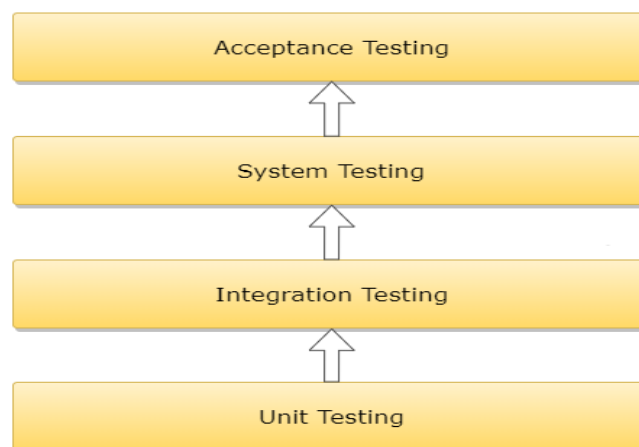 Acceptance Testing
System Testing
Integration Testing
Unit Testing